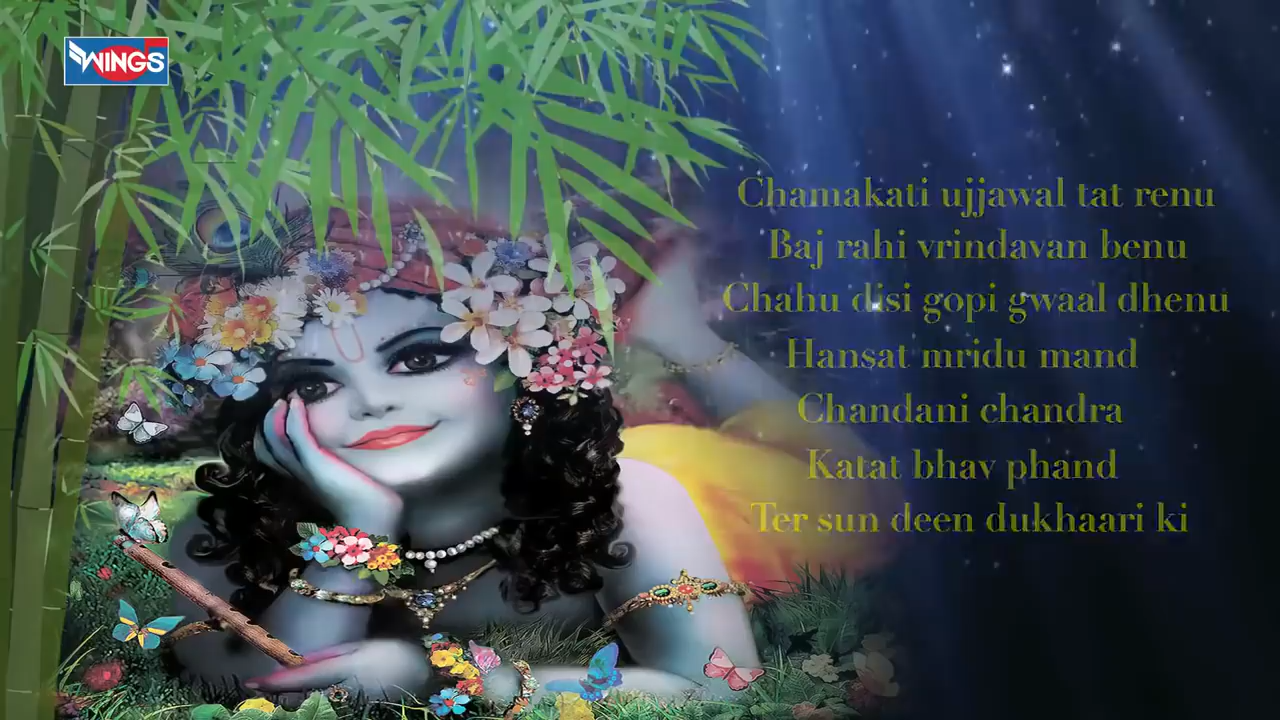 WINGS
Chamakati ujjawal tat renu
Baj rahi vrindavan benu
Chahu disi gopi gwaal dhenu
Hansat mridu mand
Chandani chandra
Katat bhav phand
Ter sun deen dukhaari ki